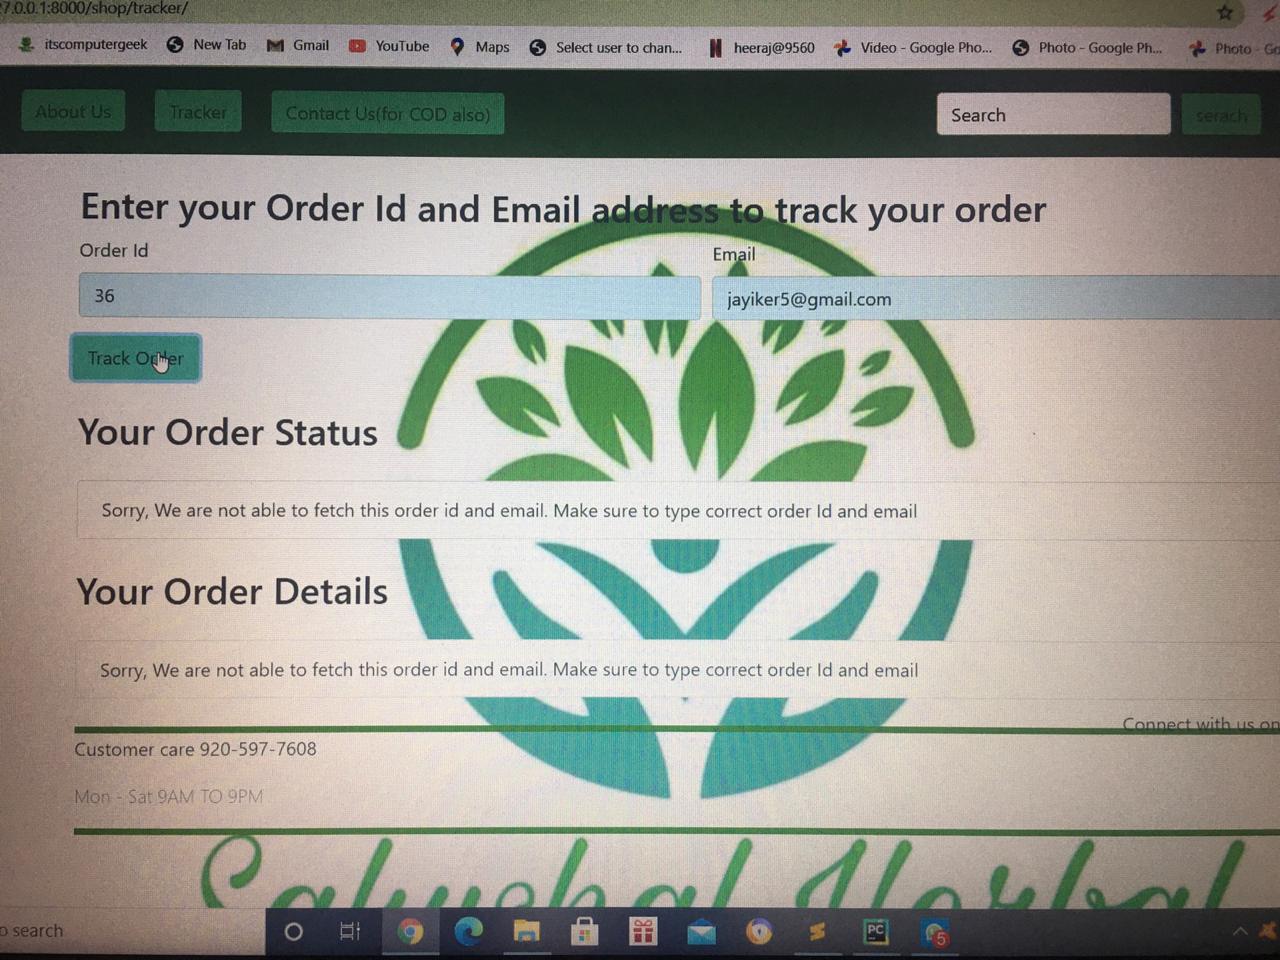 7.0.0.1:8000/shop/tracker/
itscomputergeek New Tab Gmail YouTube Maps Select user to chan... heeraj@9560 Video - Google Pho... Photo - Google Ph... Photo - Go
About Us Tracker Contact Us(for COD also) Search serach
Enter your Order Id and Email address to track your order
Order Id Email
36 jayiker5@gmail.com
Track Order
Your Order Status
Sorry, We are not able to fetch this order id and email. Make sure to type correct order Id and email
Your Order Details
Sorry, We are not able to fetch this order id and email. Make sure to type correct order Id and email
Connect with us on
Customer care 920-597-7608
Mon - Sat 9AM TO 9PM
o search
PC
5